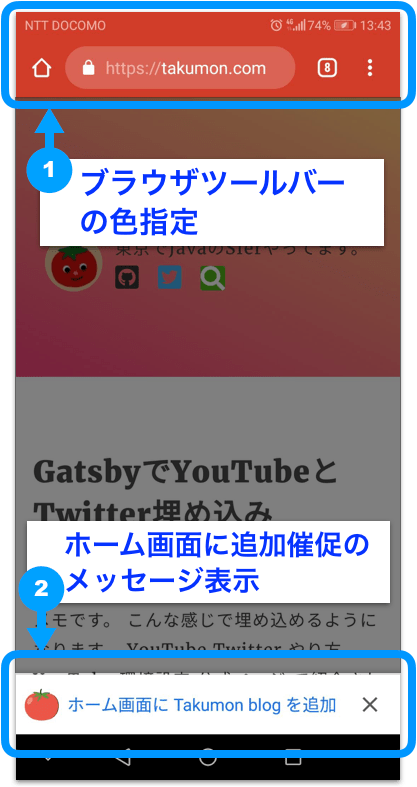 NTT DOCOMO 4G 74% 13:43
https://takumon.com 8
1
ブラウザツールバー
の色指定
東京でJavaのSIerやってます。
GatsbyでYouTubeと
Twitter埋め込み
ホーム画面に追加催促の
メッセージ表示
2
メモです。 こんな感じで埋め込めるように
なります。 YouTube Twitter やり方
ホーム画面に Takumon blog を追加